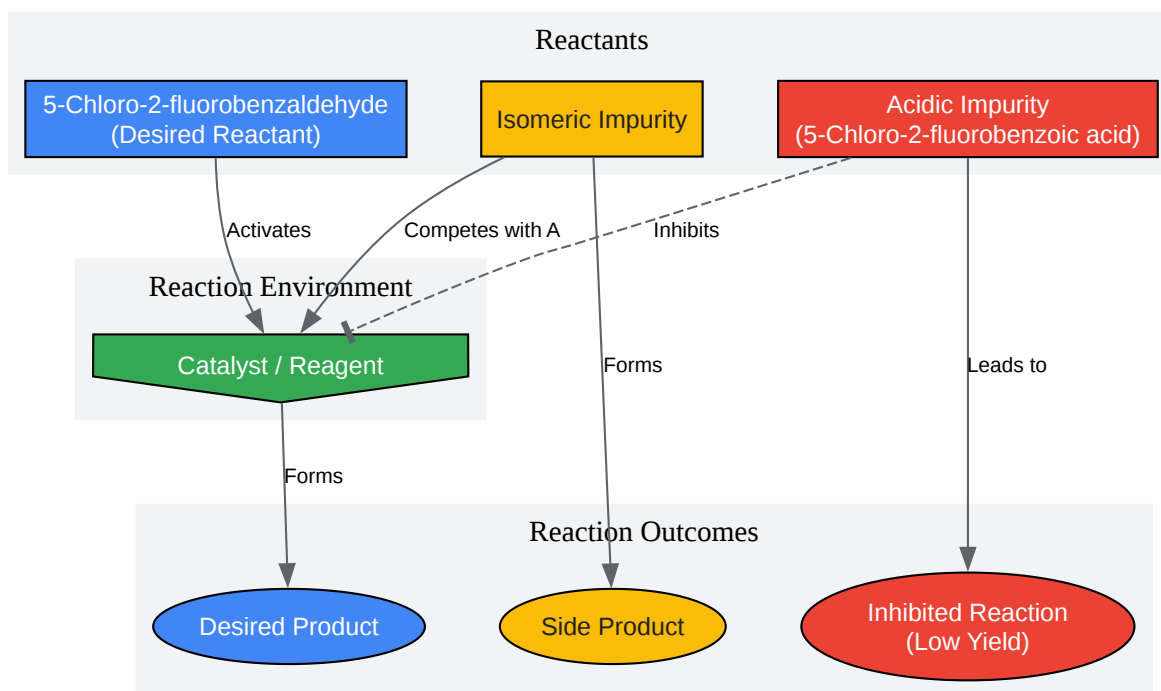 Reactants
5-Chloro-2-fluorobenzaldehyde
(Desired Reactant)
Isomeric Impurity
Acidic Impurity
(5-Chloro-2-fluorobenzoic acid)
Activates
Competes with A
Inhibits
Reaction Environment
Catalyst / Reagent
Forms
Leads to
Forms
Reaction Outcomes
Desired Product
Side Product
Inhibited Reaction
(Low Yield)